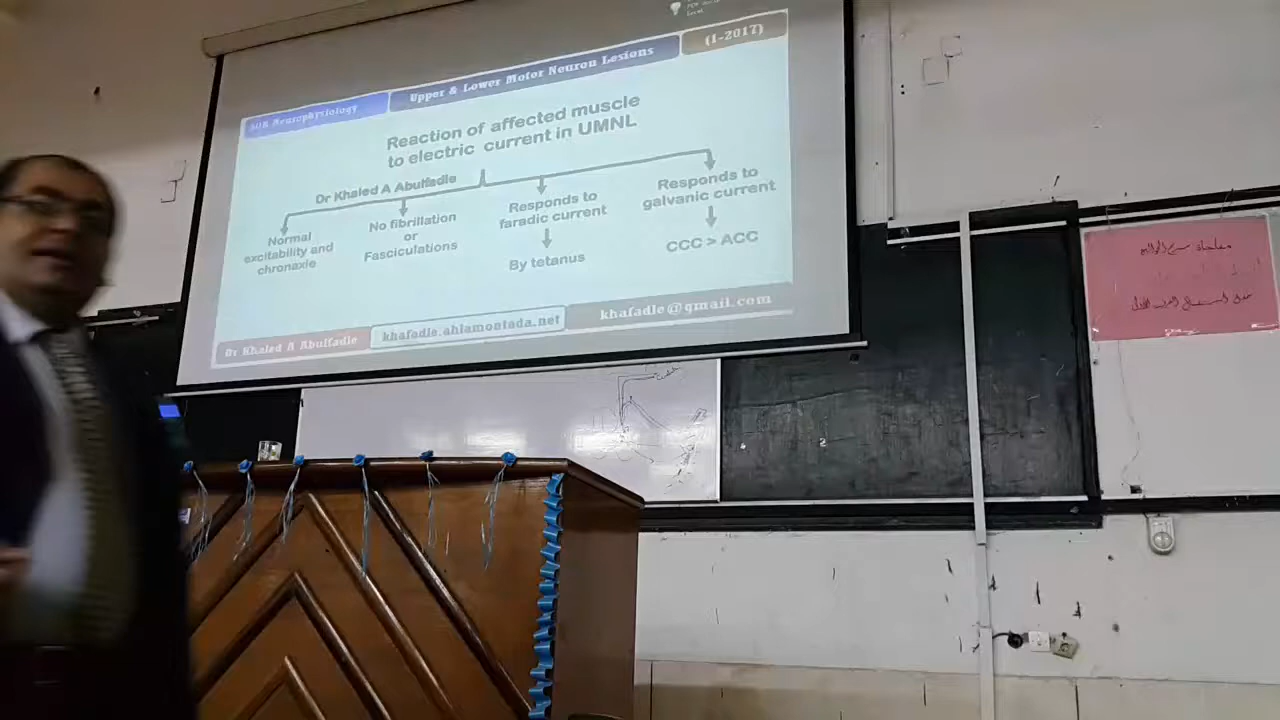 SOB Neurophysiology
Upper & Lower Motor Neuron Lesions
(I-2017)
Reaction of affected muscle
to electric current in UMNL
Dr Khaled A Abulfadle
Normal
excitability and
chronaxie
No fibrillation
or
Fasciculations
Responds to
faradic current
By tetanus
Responds to
galvanic current
CCC > ACC
Dr Khaled A Abulfadle
khafadle.ahlamontada.net
khafadle@gmail.com